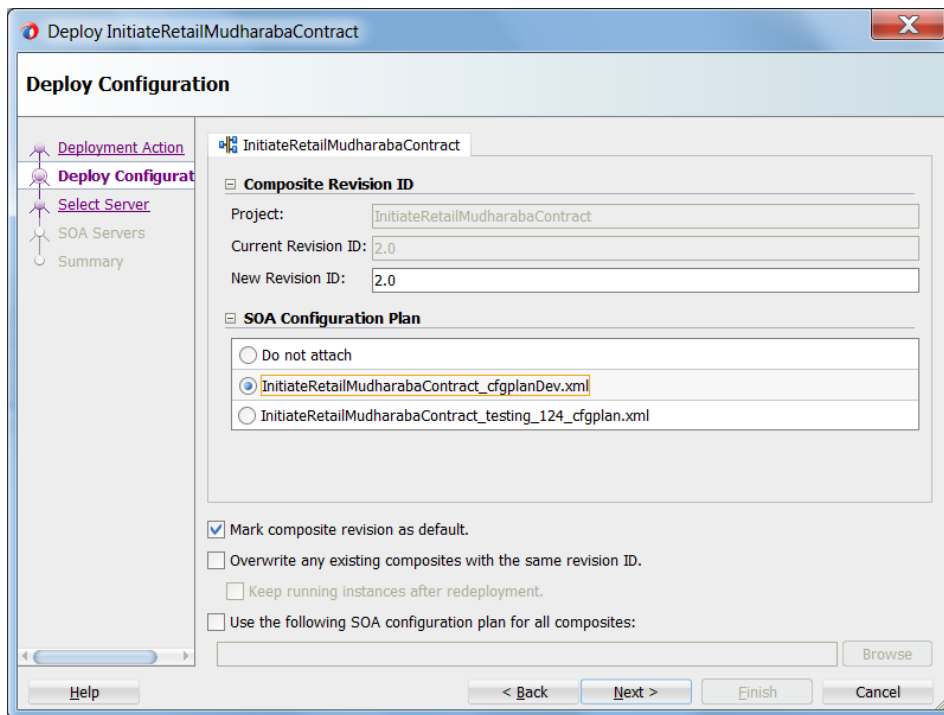 Deploy InitiateRetailMudharabaContract
Deploy Configuration
Deployment Action
Deploy Configurat
Select Server
SOA Servers
Summary
InitiateRetailMudharabaContract
Composite Revision ID
Project: InitiateRetailMudharabaContract
Current Revision ID: 2.0
New Revision ID: 2.0
SOA Configuration Plan
Do not attach
InitiateRetailMudharabaContract_cfgplanDev.xml
InitiateRetailMudharabaContract_testing_124_cfgplan.xml
Mark composite revision as default.
Overwrite any existing composites with the same revision ID.
Keep running instances after redeployment.
Use the following SOA configuration plan for all composites:
Browse
Help < Back Next > Finish Cancel